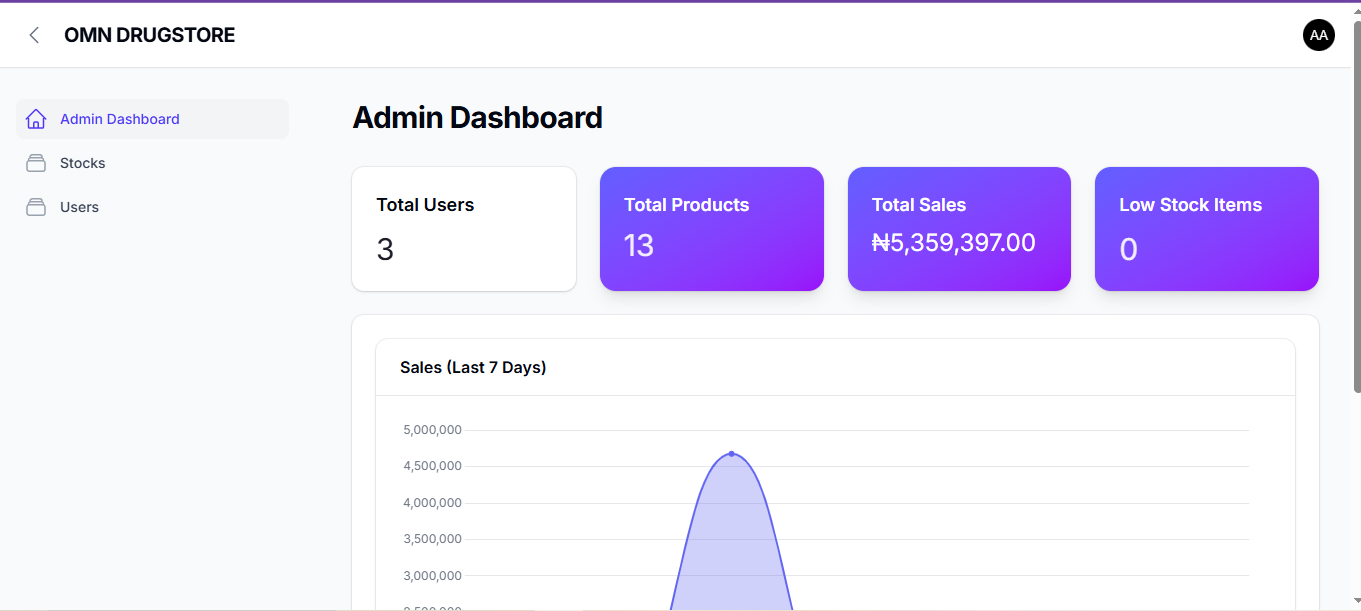 OMN DRUGSTORE
AA
Admin Dashboard
Stocks
Users
Admin Dashboard
Total Users
3
Total Products
13
Total Sales
₦5,359,397.00
Low Stock Items
0
Sales (Last 7 Days)
5,000,000
4,500,000
4,000,000
3,500,000
3,000,000